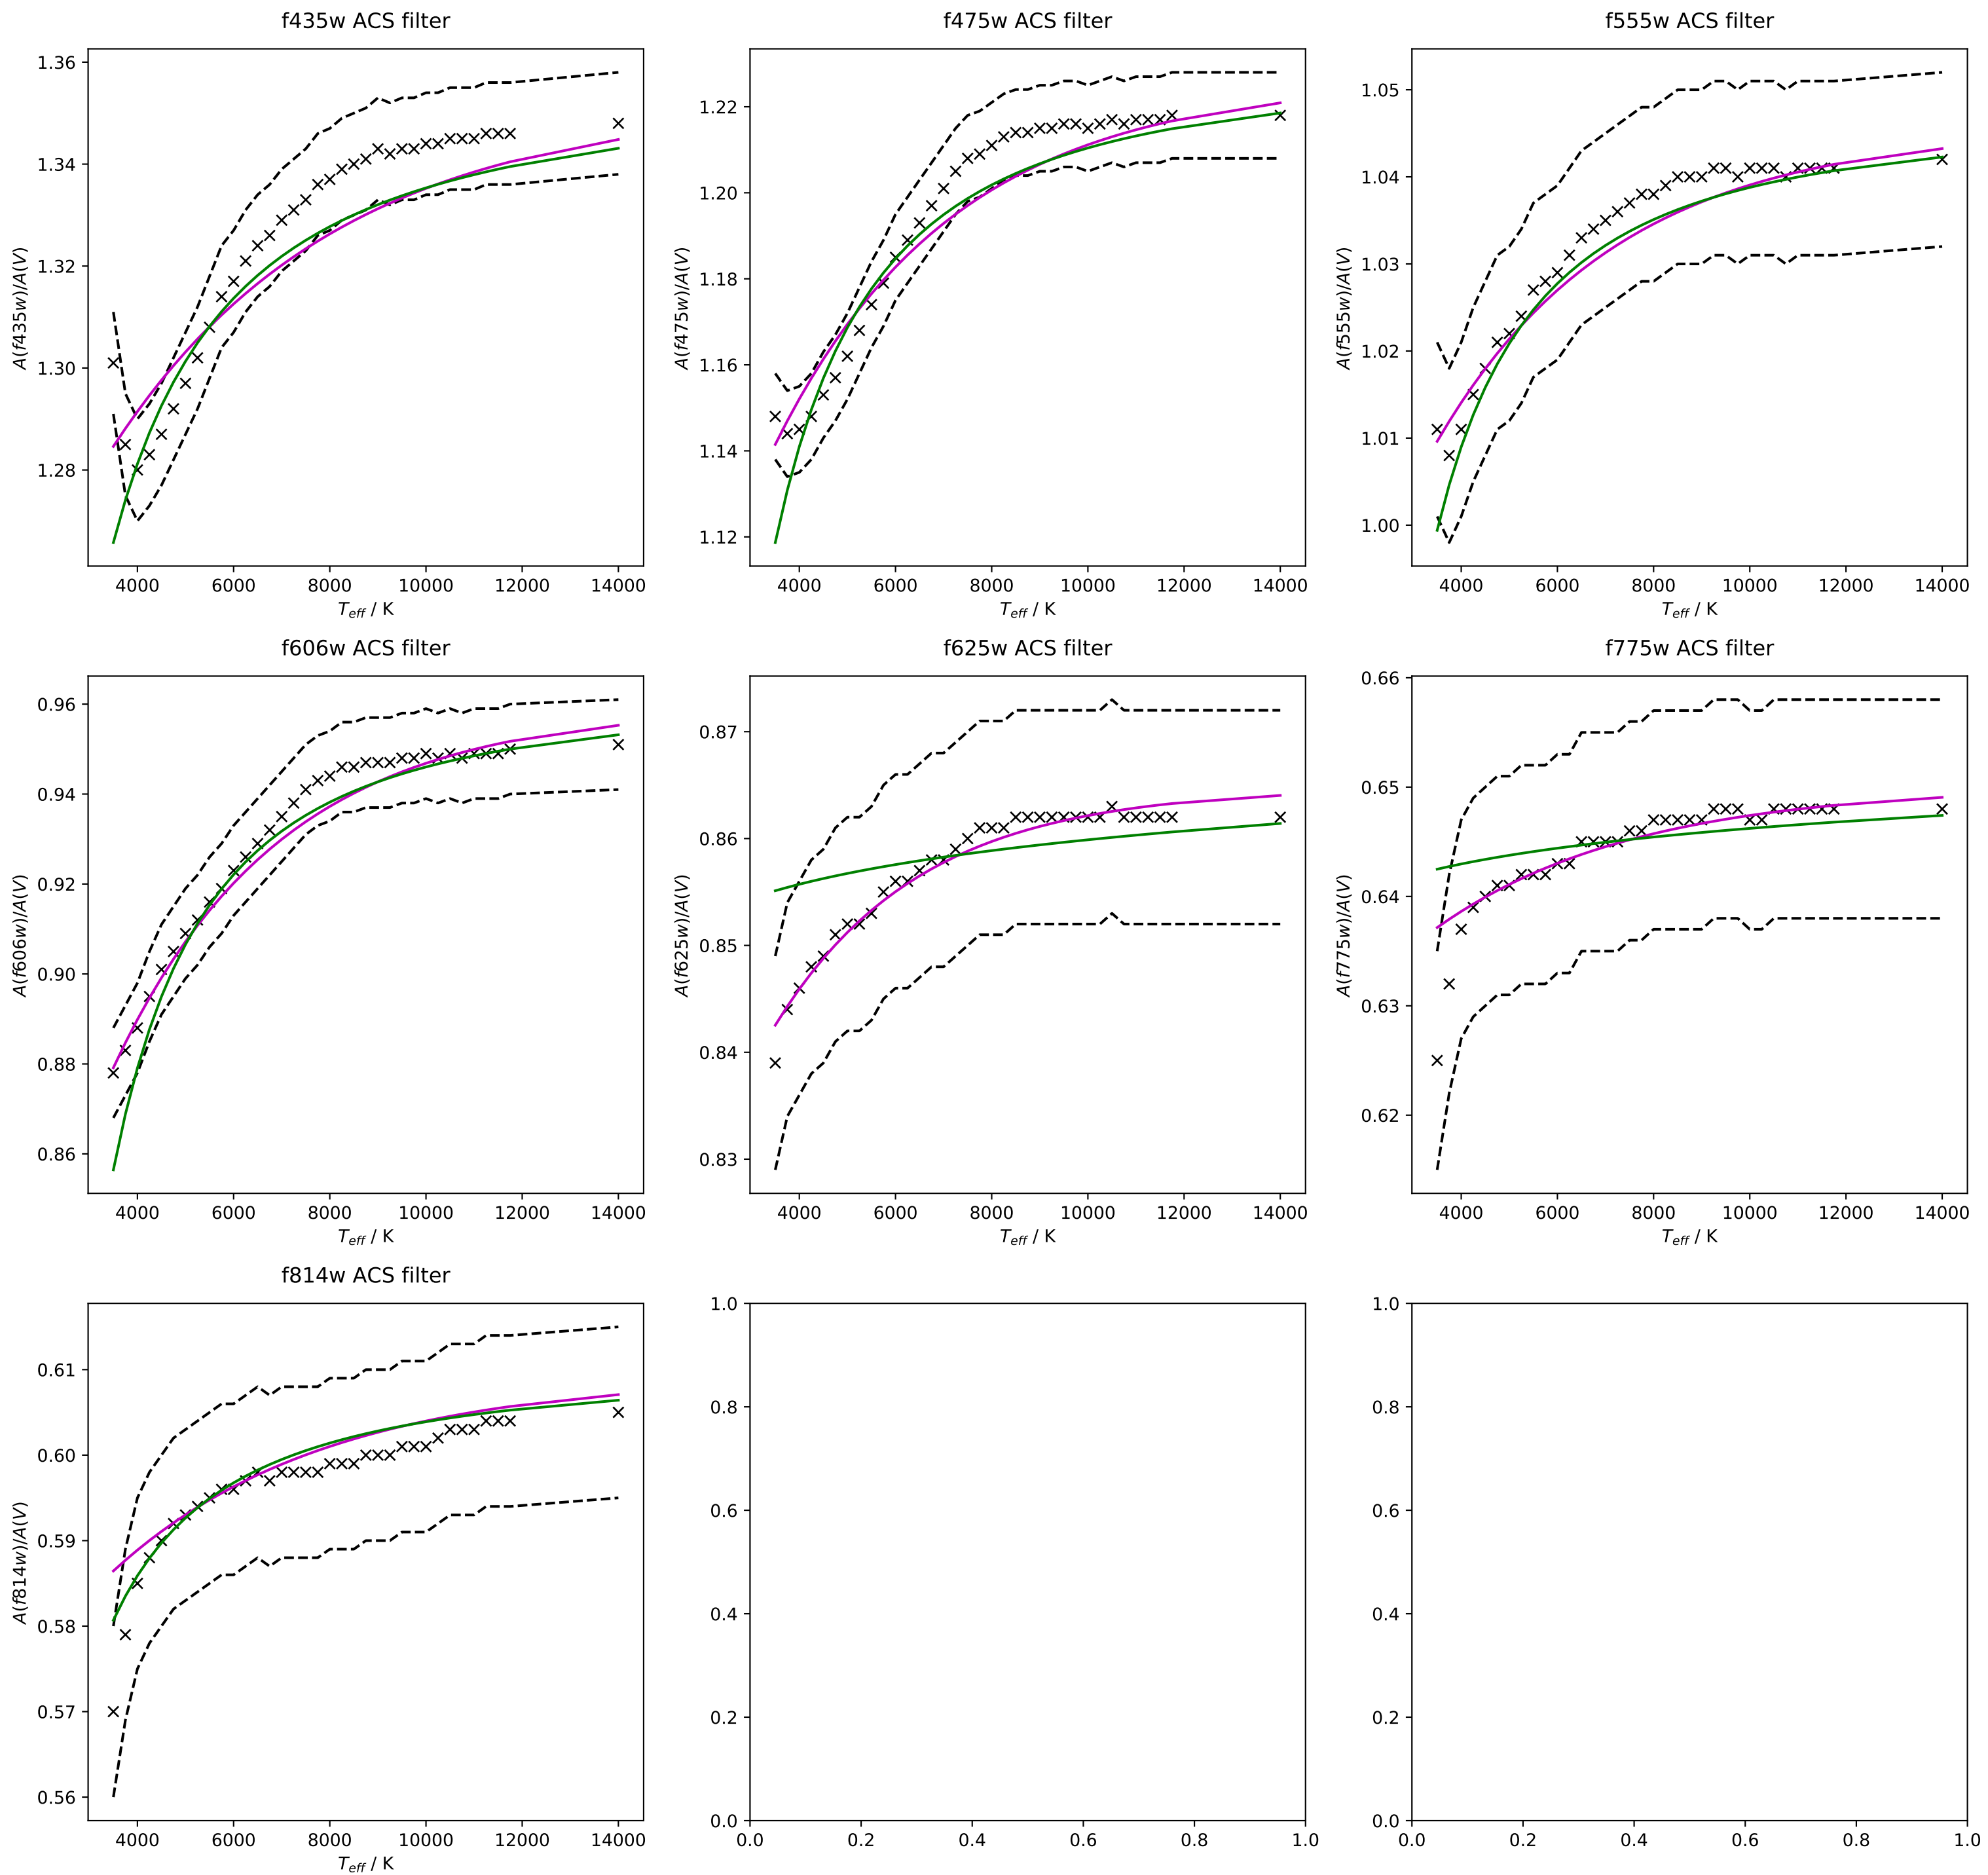 f435w ACS filter
1.36
1.34
1.32
1.30
1.28
A(f435w)/A(V)
4000 6000 8000 10000 12000 14000
T_eff / K
f475w ACS filter
1.22
1.20
1.18
1.16
1.14
1.12
A(f475w)/A(V)
4000 6000 8000 10000 12000 14000
T_eff / K
f555w ACS filter
1.05
1.04
1.03
1.02
1.01
1.00
A(f555w)/A(V)
4000 6000 8000 10000 12000 14000
T_eff / K
f606w ACS filter
0.96
0.94
0.92
0.90
0.88
0.86
A(f606w)/A(V)
4000 6000 8000 10000 12000 14000
T_eff / K
f625w ACS filter
0.87
0.86
0.85
0.84
0.83
A(f625w)/A(V)
4000 6000 8000 10000 12000 14000
T_eff / K
f775w ACS filter
0.66
0.65
0.64
0.63
0.62
A(f775w)/A(V)
4000 6000 8000 10000 12000 14000
T_eff / K
f814w ACS filter
0.61
0.60
0.59
0.58
0.57
0.56
A(f814w)/A(V)
4000 6000 8000 10000 12000 14000
T_eff / K
1.0
0.8
0.6
0.4
0.2
0.0
0.0 0.2 0.4 0.6 0.8 1.0
1.0
0.8
0.6
0.4
0.2
0.0
0.0 0.2 0.4 0.6 0.8 1.0